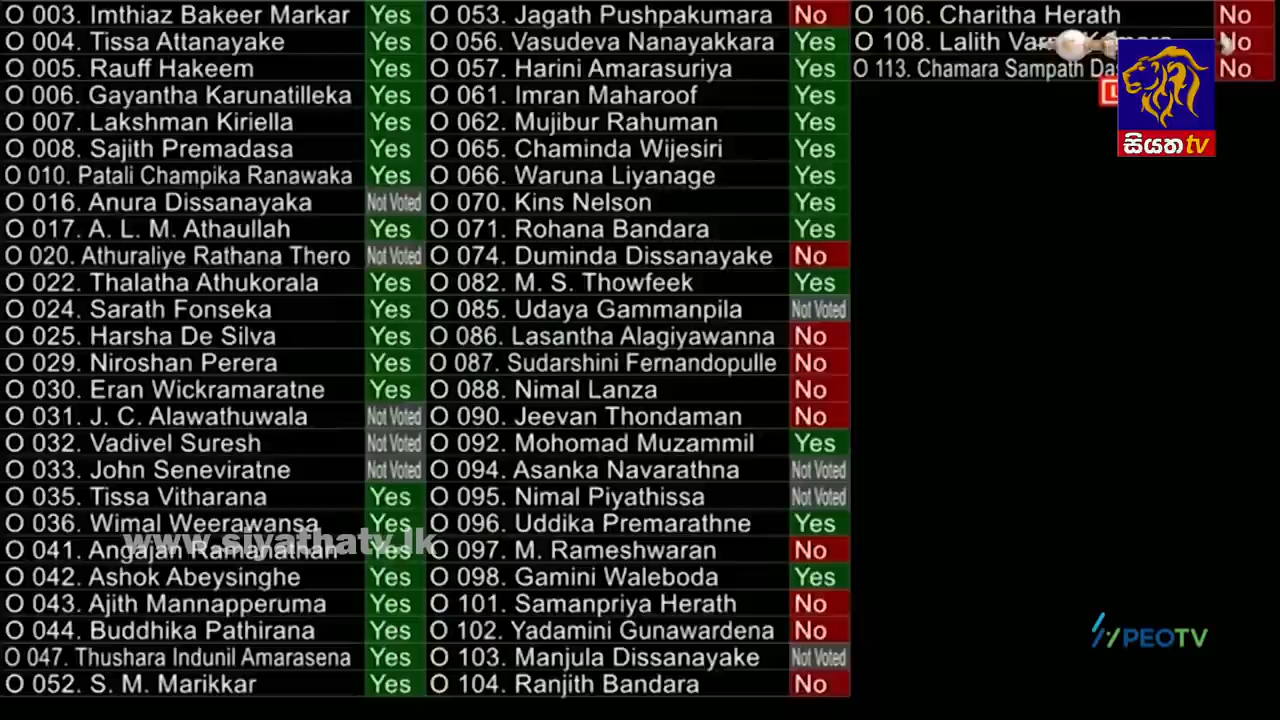 O 003. Imthiaz Bakeer Markar Yes
O 004. Tissa Attanayake Yes
O 005. Rauff Hakeem Yes
O 006. Gayantha Karunatilleka Yes
O 007. Lakshman Kiriella Yes
O 008. Sajith Premadasa Yes
O 010. Patali Champika Ranawaka Yes
O 016. Anura Dissanayaka Not Voted
O 017. A. L. M. Athaullah Yes
O 020. Athuraliye Rathana Thero Not Voted
O 022. Thalatha Athukorala Yes
O 024. Sarath Fonseka Yes
O 025. Harsha De Silva Yes
O 029. Niroshan Perera Yes
O 030. Eran Wickramaratne Yes
O 031. J. C. Alawathuwala Not Voted
O 032. Vadivel Suresh Not Voted
O 033. John Seneviratne Not Voted
O 035. Tissa Vitharana Yes
O 036. Wimal Weerawansa Yes
O 041. Angajan Ramanathan Yes
O 042. Ashok Abeysinghe Yes
O 043. Ajith Mannapperuma Yes
O 044. Buddhika Pathirana Yes
O 047. Thushara Indunil Amarasena Yes
O 052. S. M. Marikkar Yes
O 053. Jagath Pushpakumara No
O 056. Vasudeva Nanayakkara Yes
O 057. Harini Amarasuriya Yes
O 061. Imran Maharoof Yes
O 062. Mujibur Rahuman Yes
O 065. Chaminda Wijesiri Yes
O 066. Waruna Liyanage Yes
O 070. Kins Nelson Yes
O 071. Rohana Bandara Yes
O 074. Duminda Dissanayake No
O 082. M. S. Thowfeek Yes
O 085. Udaya Gammanpila Not Voted
O 086. Lasantha Alagiyawanna No
O 087. Sudarshini Fernandopulle No
O 088. Nimal Lanza No
O 090. Jeevan Thondaman No
O 092. Mohomad Muzammil Yes
O 094. Asanka Navarathna Not Voted
O 095. Nimal Piyathissa Not Voted
O 096. Uddika Premarathne Yes
O 097. M. Rameshwaran No
O 098. Gamini Waleboda Yes
O 101. Samanpriya Herath No
O 102. Yadamini Gunawardena No
O 103. Manjula Dissanayake Not Voted
O 104. Ranjith Bandara No
O 106. Charitha Herath No
O 108. Lalith No
O 113. Chamara Sampath No
සියත tv
www.siyathatv.lk
PEOTV